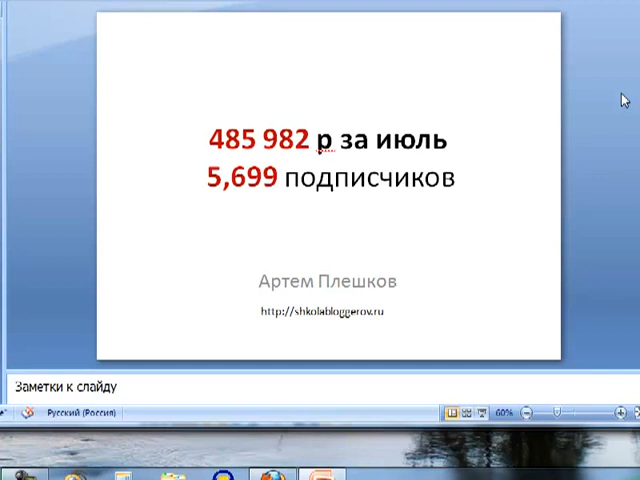 485 982 р за июль
5,699 подписчиков
Артем Плешков
http://shkolabloggerov.ru
Заметки к слайду
Русский (Россия)
60%